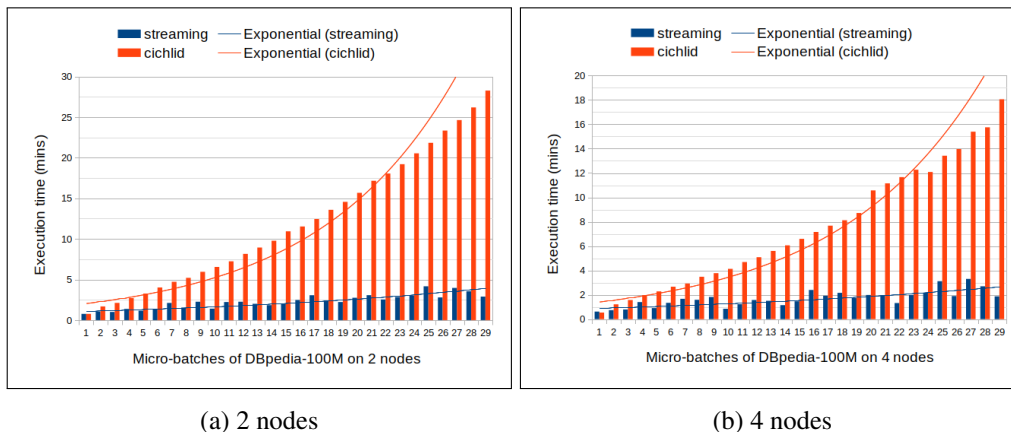 streaming Exponential (streaming)
cichlid Exponential (cichlid)
30
25
20
15
10
5
0
Execution time (mins)
1 2 3 4 5 6 7 8 9 10 11 12 13 14 15 16 17 18 19 20 21 22 23 24 25 26 27 28 29
Micro-batches of DBpedia-100M on 2 nodes
(a) 2 nodes
streaming Exponential (streaming)
cichlid Exponential (cichlid)
20
18
16
14
12
10
8
6
4
2
0
Execution time (mins)
1 2 3 4 5 6 7 8 9 10 11 12 13 14 15 16 17 18 19 20 21 22 23 24 25 26 27 28 29
Micro-batches of DBpedia-100M on 4 nodes
(b) 4 nodes